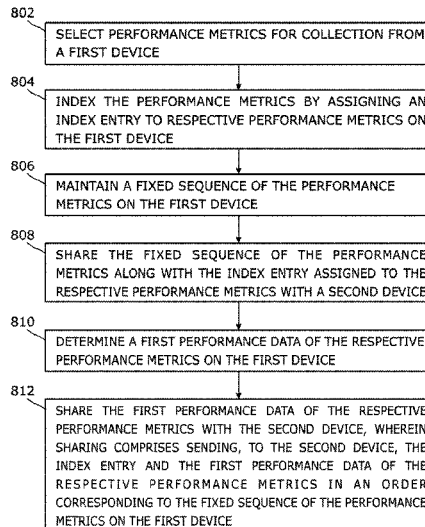 802
SELECT PERFORMANCE METRICS FOR COLLECTION FROM
A FIRST DEVICE
804
INDEX THE PERFORMANCE METRICS BY ASSIGNING AN
INDEX ENTRY TO RESPECTIVE PERFORMANCE METRICS ON
THE FIRST DEVICE
806
MAINTAIN A FIXED SEQUENCE OF THE PERFORMANCE
METRICS ON THE FIRST DEVICE
808
SHARE THE FIXED SEQUENCE OF THE PERFORMANCE
METRICS ALONG WITH THE INDEX ENTRY ASSIGNED TO THE
RESPECTIVE PERFORMANCE METRICS WITH A SECOND DEVICE
810
DETERMINE A FIRST PERFORMANCE DATA OF THE RESPECTIVE
PERFORMANCE METRICS ON THE FIRST DEVICE
812
SHARE THE FIRST PERFORMANCE DATA OF THE RESPECTIVE
PERFORMANCE METRICS WITH THE SECOND DEVICE, WHEREIN
SHARING COMPRISES SENDING, TO THE SECOND DEVICE, THE
INDEX ENTRY AND THE FIRST PERFORMANCE DATA OF THE
RESPECTIVE PERFORMANCE METRICS IN AN ORDER
CORRESPONDING TO THE FIXED SEQUENCE OF THE PERFORMANCE
METRICS ON THE FIRST DEVICE